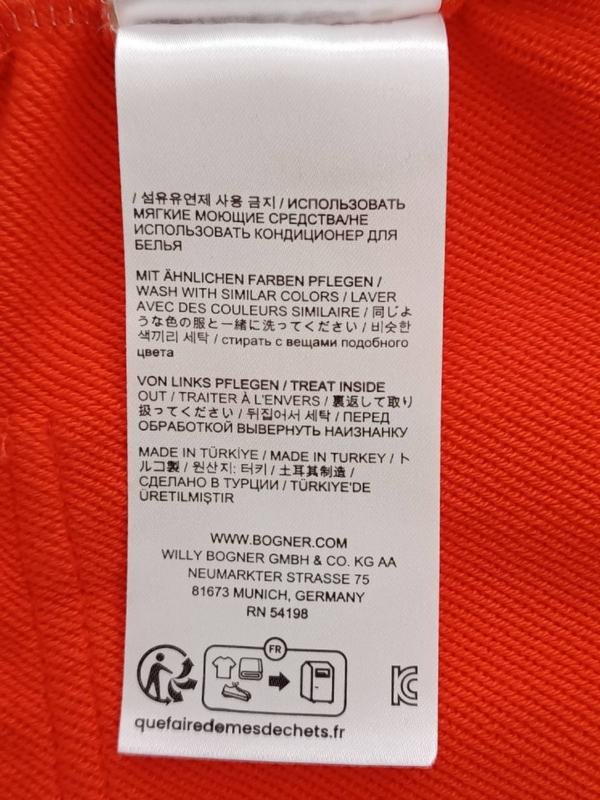 / 섬유유연제 사용 금지 / ИСПОЛЬЗОВАТЬ
МЯГКИЕ МОЮЩИЕ СРЕДСТВА/НЕ
ИСПОЛЬЗОВАТЬ КОНДИЦИОНЕР ДЛЯ
БЕЛЬЯ
MIT ÄHNLICHEN FARBEN PFLEGEN /
WASH WITH SIMILAR COLORS / LAVER
AVEC DES COULEURS SIMILAIRE / 同じよ
うな色の服と一緒に洗ってください / 비슷한
색끼리 세탁 / стирать с вещами подобного
цвета
VON LINKS PFLEGEN / TREAT INSIDE
OUT / TRAITER À L'ENVERS / 裏返して取り
扱ってください / 뒤집어서 세탁 / ПЕРЕД
ОБРАБОТКОЙ ВЫВЕРНУТЬ НАИЗНАНКУ
MADE IN TÜRKİYE / MADE IN TURKEY / ト
ルコ製 / 원산지: 터키 / 土耳其制造 /
СДЕЛАНО В ТУРЦИИ / TÜRKIYE'DE
ÜRETILMIŞTIR
WWW.BOGNER.COM
WILLY BOGNER GMBH & CO. KG AA
NEUMARKTER STRASSE 75
81673 MUNICH, GERMANY
RN 54198
FR
quefairedemesdechets.fr